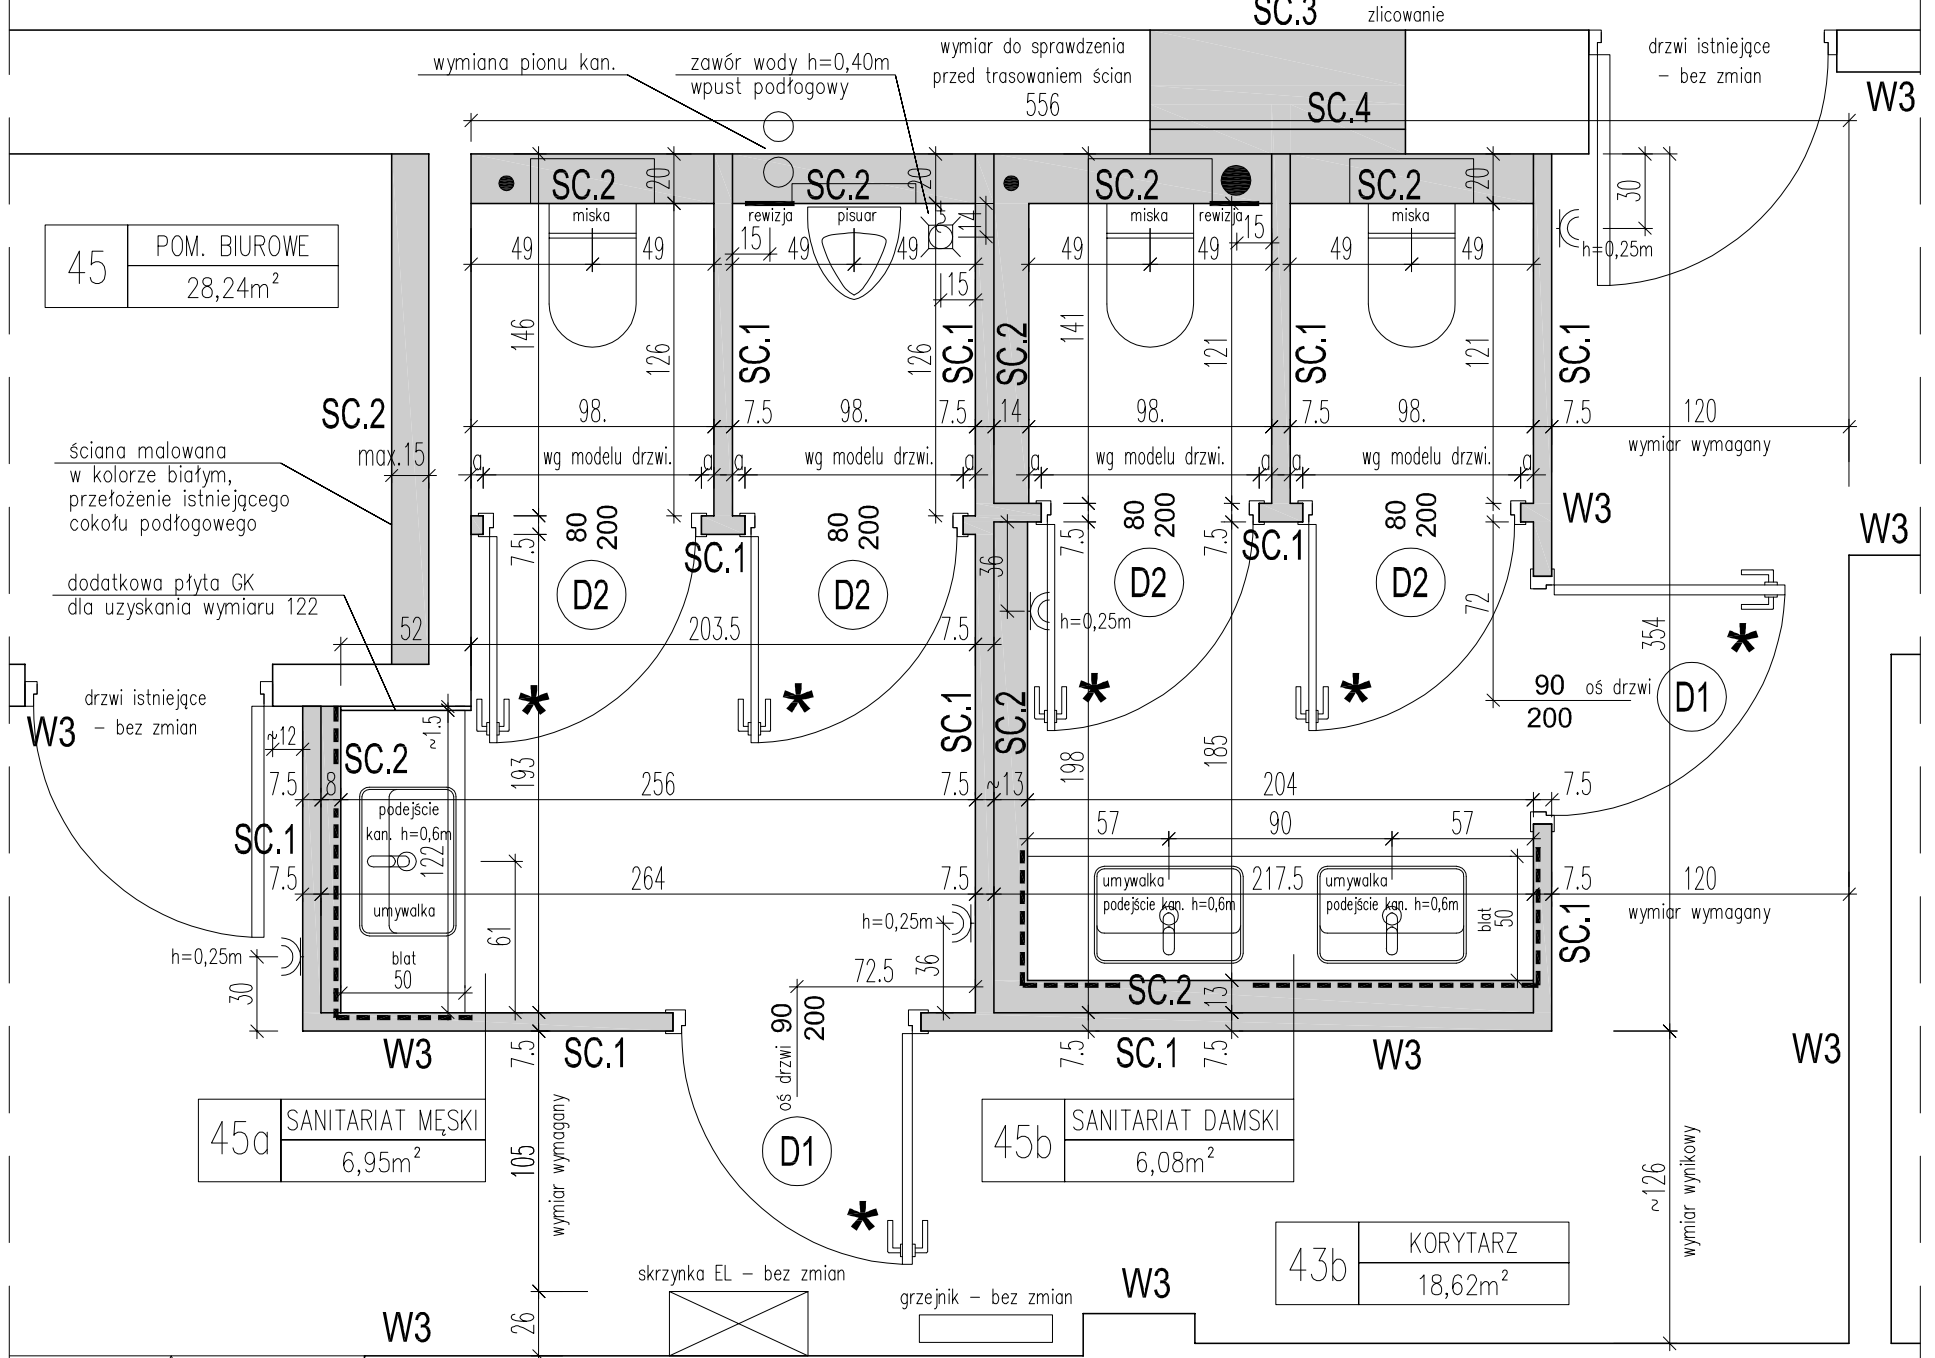 SC.3
zlicowanie
wymiar do sprawdzenia
przed trasowaniem ścian
556
drzwi istniejące
– bez zmian
W3
wymiana pionu kan.
zawór wody h=0,40m
wpust podłogowy
SC.4
SC.2
20
SC.2
20
SC.2
SC.2
20
30
miska
rewizja
pisuar
5
14
miska
rewizja
15
miska
h=0,25m
45
POM. BIUROWE
28,24m²
49
49
15
49
49
15
49
49
49
49
146
126
SC.1
126
SC.1
SC.2
141
121
SC.1
121
SC.1
SC.2
98.
7.5
98.
7.5
14
98.
7.5
98.
7.5
120
wymiar wymagany
ściana malowana
w kolorze białym,
przełożenie istniejącego
cokołu podłogowego
max.15
a
wg modelu drzwi.
a
a
wg modelu drzwi.
a
a
wg modelu drzwi.
a
a
wg modelu drzwi.
a
80
200
80
200
80
200
80
200
W3
W3
7.5
SC.1
7.5
7.5
SC.1
36
D2
D2
D2
D2
72
dodatkowa płyta GK
dla uzyskania wymiaru 122
h=0,25m
52
203.5
7.5
354
*
*
*
*
*
90
oś drzwi
200
D1
drzwi istniejące
– bez zmian
W3
~12
~1.5
SC.2
SC.1
SC.2
193
198
185
7.5
8
256
7.5
~13
204
7.5
podejście
kan. h=0,6m
122
umywalka
SC.1
57
90
57
7.5
264
7.5
umywalka
217.5
umywalka
podejście kan. h=0,6m
podejście kan. h=0,6m
blat
50
7.5
120
wymiar wymagany
SC.1
h=0,25m
61
h=0,25m
36
30
blat
50
72.5
SC.2
13
oś drzwi
90
200
W3
7.5
SC.1
7.5
SC.1
7.5
W3
W3
45a
SANITARIAT MĘSKI
6,95m²
105
wymiar wymagany
D1
45b
SANITARIAT DAMSKI
6,08m²
~126
wymiar wynikowy
*
43b
KORYTARZ
18,62m²
skrzynka EL – bez zmian
grzejnik – bez zmian
W3
W3
26